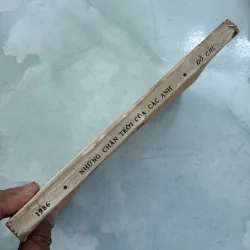 1986 • NHỮNG CHÂN TRỜI CỦA CÁC ANH • ĐỖ CHU